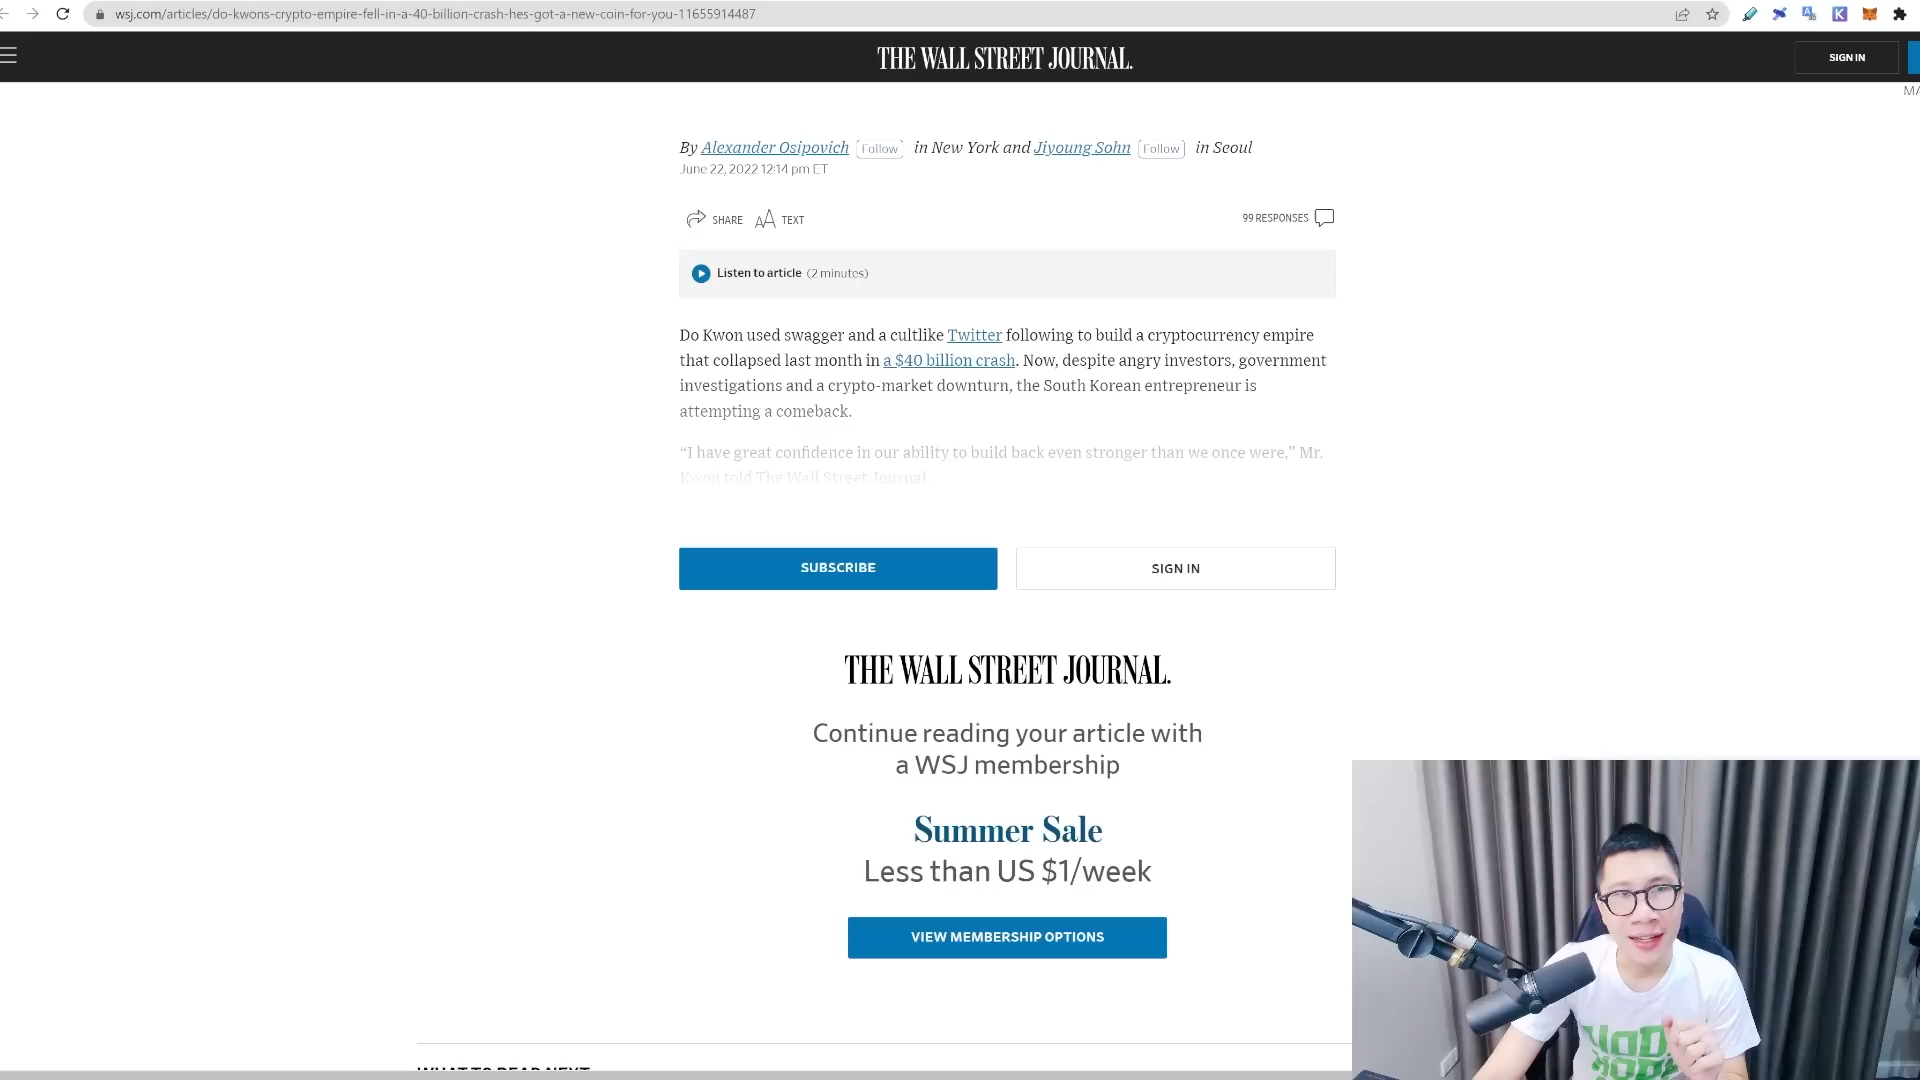 wsj.com/articles/do-kwons-crypto-empire-fell-in-a-40-billion-crash-hes-got-a-new-coin-for-you-11655914487
THE WALL STREET JOURNAL.
SIGN IN
MA
By Alexander Osipovich Follow in New York and Jiyoung Sohn Follow in Seoul
June 22, 2022 12:14 pm ET
SHARE AA TEXT
99 RESPONSES
Listen to article (2 minutes)
Do Kwon used swagger and a cultlike Twitter following to build a cryptocurrency empire
that collapsed last month in a $40 billion crash. Now, despite angry investors, government
investigations and a crypto-market downturn, the South Korean entrepreneur is
attempting a comeback.
“I have great confidence in our ability to build back even stronger than we once were,” Mr.
Kwon told The Wall Street Journal.
SUBSCRIBE
SIGN IN
THE WALL STREET JOURNAL.
Continue reading your article with
a WSJ membership
Summer Sale
Less than US $1/week
VIEW MEMBERSHIP OPTIONS
WHAT TO READ NEXT